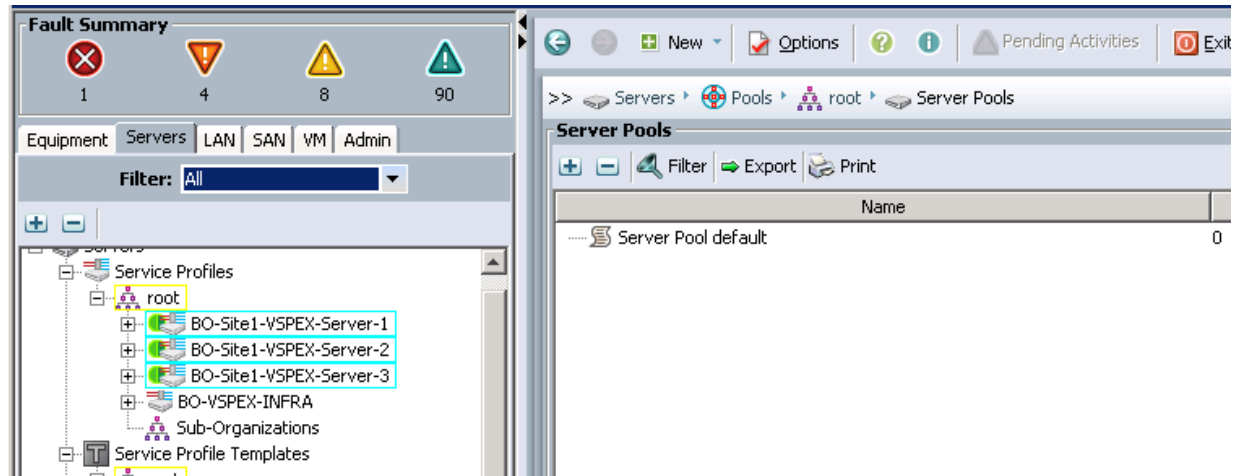 Fault Summary
1 4 8 90
Equipment Servers LAN SAN VM Admin
Filter: All
Servers
Service Profiles
root
BO-Site1-VSPEX-Server-1
BO-Site1-VSPEX-Server-2
BO-Site1-VSPEX-Server-3
BO-VSPEX-INFRA
Sub-Organizations
Service Profile Templates
New Options Pending Activities Exit
>> Servers Pools root Server Pools
Server Pools
Filter Export Print
Name
Server Pool default 0